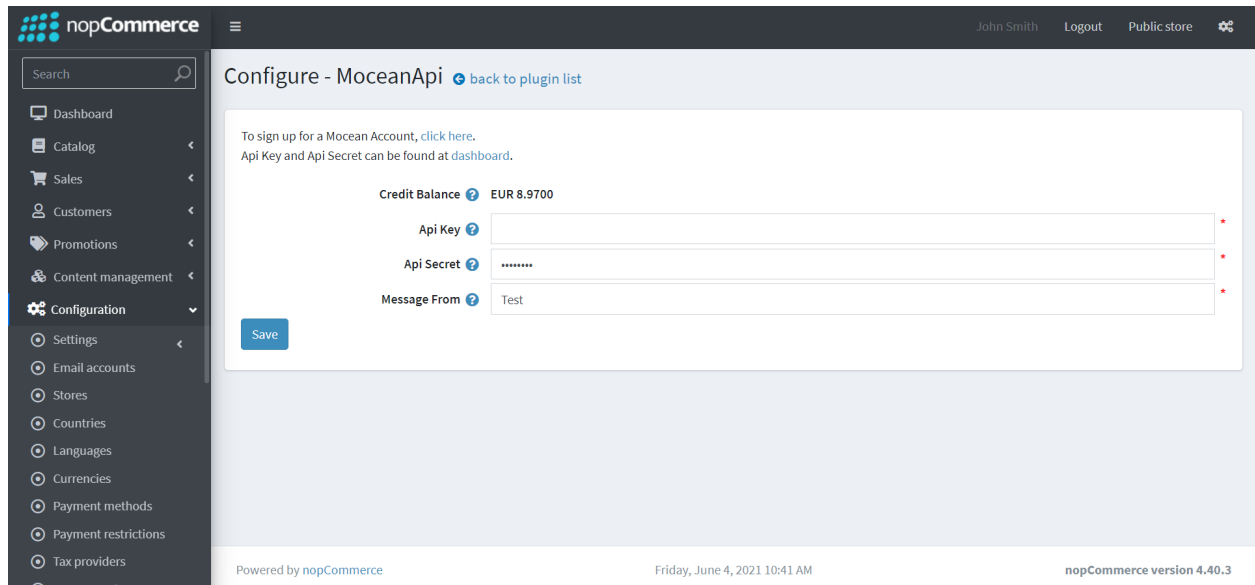 nopCommerce
John Smith
Logout
Public store
Search
Dashboard
Catalog
Sales
Customers
Promotions
Content management
Configuration
Settings
Email accounts
Stores
Countries
Languages
Currencies
Payment methods
Payment restrictions
Tax providers
Configure - MoceanApi back to plugin list
To sign up for a Mocean Account, click here.
Api Key and Api Secret can be found at dashboard.
Credit Balance ? EUR 8.9700
Api Key ? *
Api Secret ? •••••••• *
Message From ? Test *
Save
Powered by nopCommerce
Friday, June 4, 2021 10:41 AM
nopCommerce version 4.40.3